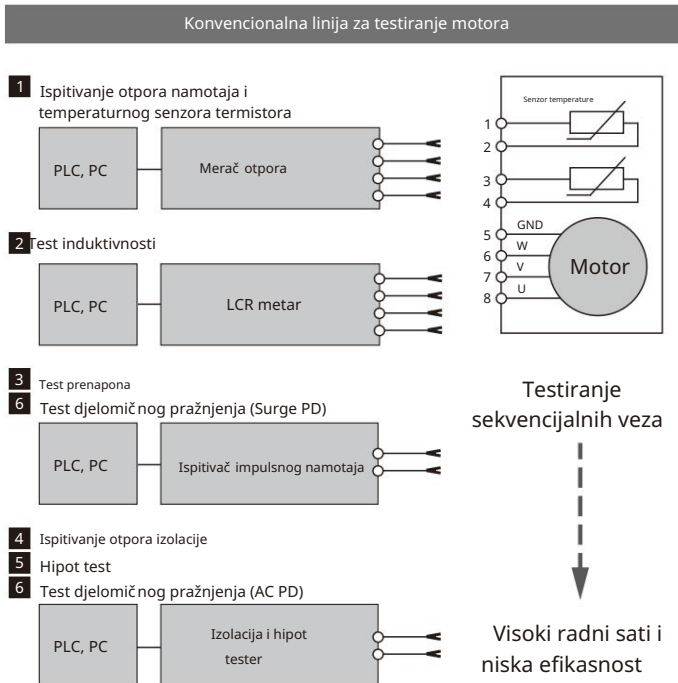 Konvencionalna linija za testiranje motora
1 Ispitivanje otpora namotaja i
temperaturnog senzora termistora
PLC, PC
Merač otpora
2 Test induktivnosti
PLC, PC
LCR metar
3 Test prenapona
6 Test djelomičnog pražnjenja (Surge PD)
PLC, PC
Ispitivač impulsnog namotaja
4 Ispitivanje otpora izolacije
5 Hipot test
6 Test djelomičnog pražnjenja (AC PD)
PLC, PC
Izolacija i hipot
tester
Senzor temperature
1
2
3
4
5 GND
6 W
7 V
8 U
Motor
Testiranje
sekvencijalnih veza
Visoki radni sati i
niska efikasnost